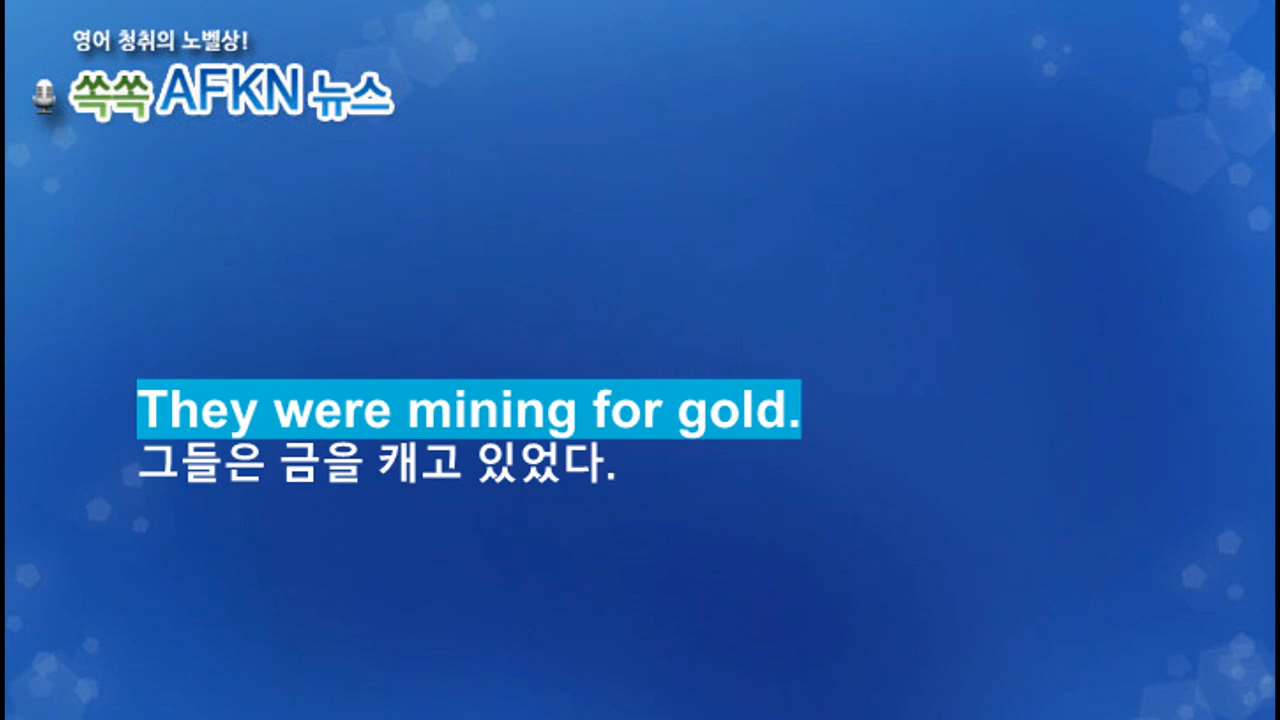 영어 청취의 노벨상!
쏙쏙 AFKN 뉴스
They were mining for gold.
그들은 금을 캐고 있었다.